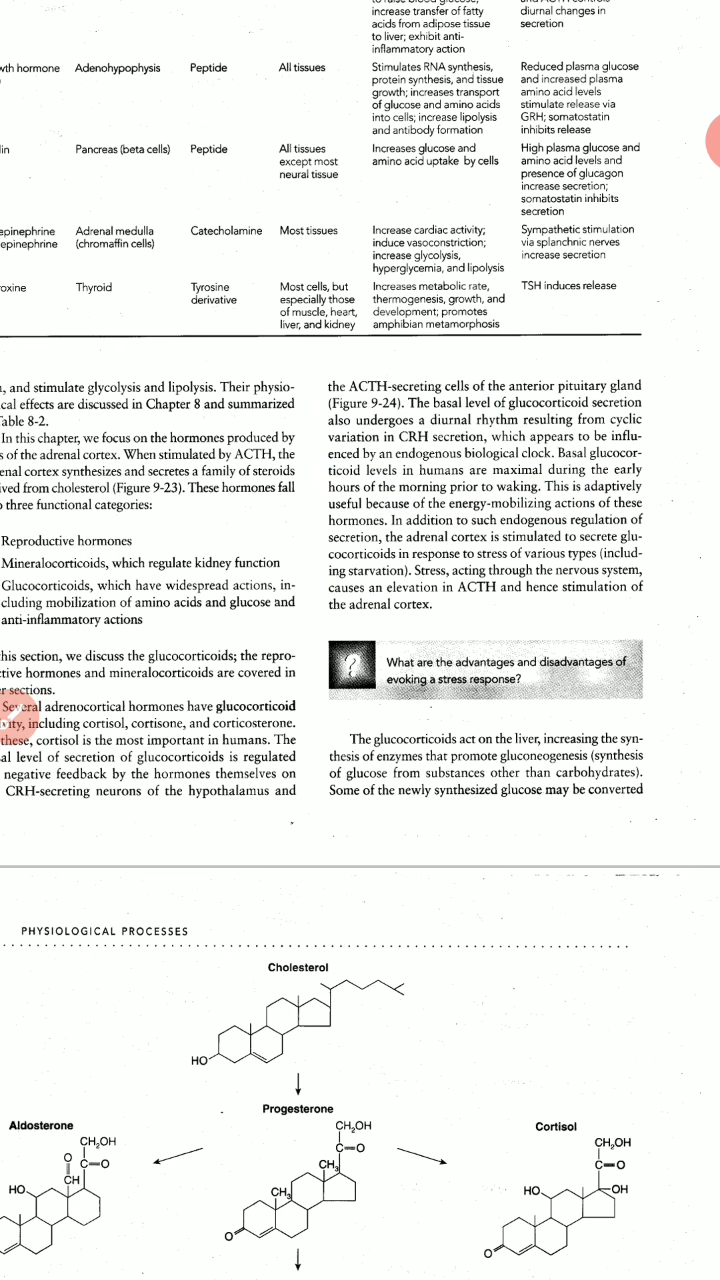 increase transfer of fatty
acids from adipose tissue
to liver; exhibit anti-
inflammatory action
diurnal changes in
secretion
wth hormone
Adenohypophysis
Peptide
All tissues
Stimulates RNA synthesis,
protein synthesis, and tissue
growth; increases transport
of glucose and amino acids
into cells; increase lipolysis
and antibody formation
Reduced plasma glucose
and increased plasma
amino acid levels
stimulate release via
GRH; somatostatin
inhibits release
lin
Pancreas (beta cells)
Peptide
All tissues
except most
neural tissue
Increases glucose and
amino acid uptake by cells
High plasma glucose and
amino acid levels and
presence of glucagon
increase secretion;
somatostatin inhibits
secretion
epinephrine
epinephrine
Adrenal medulla
(chromaffin cells)
Catecholamine
Most tissues
Increase cardiac activity;
induce vasoconstriction;
increase glycolysis,
hyperglycemia, and lipolysis
Sympathetic stimulation
via splanchnic nerves
increase secretion
oxine
Thyroid
Tyrosine
derivative
Most cells, but
especially those
of muscle, heart,
liver, and kidney
Increases metabolic rate,
thermogenesis, growth, and
development; promotes
amphibian metamorphosis
TSH induces release
, and stimulate glycolysis and lipolysis. Their physio-
cal effects are discussed in Chapter 8 and summarized
Table 8-2.
In this chapter, we focus on the hormones produced by
s of the adrenal cortex. When stimulated by ACTH, the
enal cortex synthesizes and secretes a family of steroids
ived from cholesterol (Figure 9-23). These hormones fall
o three functional categories:
Reproductive hormones
Mineralocorticoids, which regulate kidney function
Glucocorticoids, which have widespread actions, in-
cluding mobilization of amino acids and glucose and
anti-inflammatory actions
his section, we discuss the glucocorticoids; the repro-
ctive hormones and mineralocorticoids are covered in
r sections.
Several adrenocortical hormones have glucocorticoid
ivity, including cortisol, cortisone, and corticosterone.
these, cortisol is the most important in humans. The
al level of secretion of glucocorticoids is regulated
negative feedback by the hormones themselves on
CRH-secreting neurons of the hypothalamus and
the ACTH-secreting cells of the anterior pituitary gland
(Figure 9-24). The basal level of glucocorticoid secretion
also undergoes a diurnal rhythm resulting from cyclic
variation in CRH secretion, which appears to be influ-
enced by an endogenous biological clock. Basal glucocor-
ticoid levels in humans are maximal during the early
hours of the morning prior to waking. This is adaptively
useful because of the energy-mobilizing actions of these
hormones. In addition to such endogenous regulation of
secretion, the adrenal cortex is stimulated to secrete glu-
cocorticoids in response to stress of various types (includ-
ing starvation). Stress, acting through the nervous system,
causes an elevation in ACTH and hence stimulation of
the adrenal cortex.
?
What are the advantages and disadvantages of
evoking a stress response?
The glucocorticoids act on the liver, increasing the syn-
thesis of enzymes that promote gluconeogenesis (synthesis
of glucose from substances other than carbohydrates).
Some of the newly synthesized glucose may be converted
PHYSIOLOGICAL PROCESSES
Cholesterol
HO
Progesterone
CH₂OH
C=O
CH₃
CH₃
O
Aldosterone
CH₂OH
O
C=O
CH
HO
Cortisol
CH₂OH
C=O
HO
OH
O